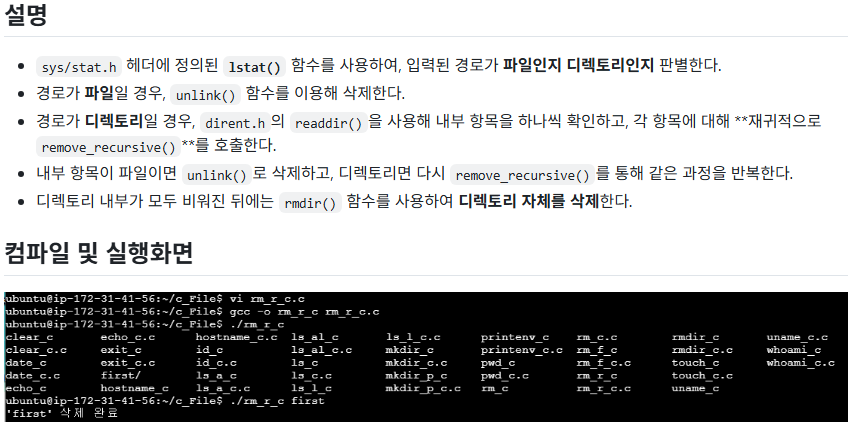 설명
sys/stat.h 헤더에 정의된 lstat() 함수를 사용하여, 입력된 경로가 파일인지 디렉토리인지 판별한다.
경로가 파일일 경우, unlink() 함수를 이용해 삭제한다.
경로가 디렉토리일 경우, dirent.h의 readdir()을 사용해 내부 항목을 하나씩 확인하고, 각 항목에 대해 **재귀적으로
remove_recursive()**를 호출한다.
내부 항목이 파일이면 unlink()로 삭제하고, 디렉토리면 다시 remove_recursive()를 통해 같은 과정을 반복한다.
디렉토리 내부가 모두 비워진 뒤에는 rmdir() 함수를 사용하여 디렉토리 자체를 삭제한다.
컴파일 및 실행화면
ubuntu@ip-172-31-41-56:~/c_File$ vi rm_r_c.c
ubuntu@ip-172-31-41-56:~/c_File$ gcc -o rm_r_c rm_r_c.c
ubuntu@ip-172-31-41-56:~/c_File$ ./rm_r_c
clear_c echo_c.c hostname_c.c ls_al_c ls_l_c.c printenv_c rm_c.c rmdir_c uname_c.c
clear_c.c exit_c id_c ls_al_c.c mkdir_c printenv_c.c rm_f_c rmdir_c.c whoami_c
date_c exit_c.c id_c.c ls_c mkdir_c.c pwd_c rm_f_c.c touch_c whoami_c.c
date_c.c first/ ls_a_c ls_c.c mkdir_p_c pwd_c.c rm_r_c touch_c.c
echo_c hostname_c ls_a_c.c ls_l_c mkdir_p_c.c rm_c rm_r_c.c uname_c
ubuntu@ip-172-31-41-56:~/c_File$ ./rm_r_c first
'first' 삭제 완료